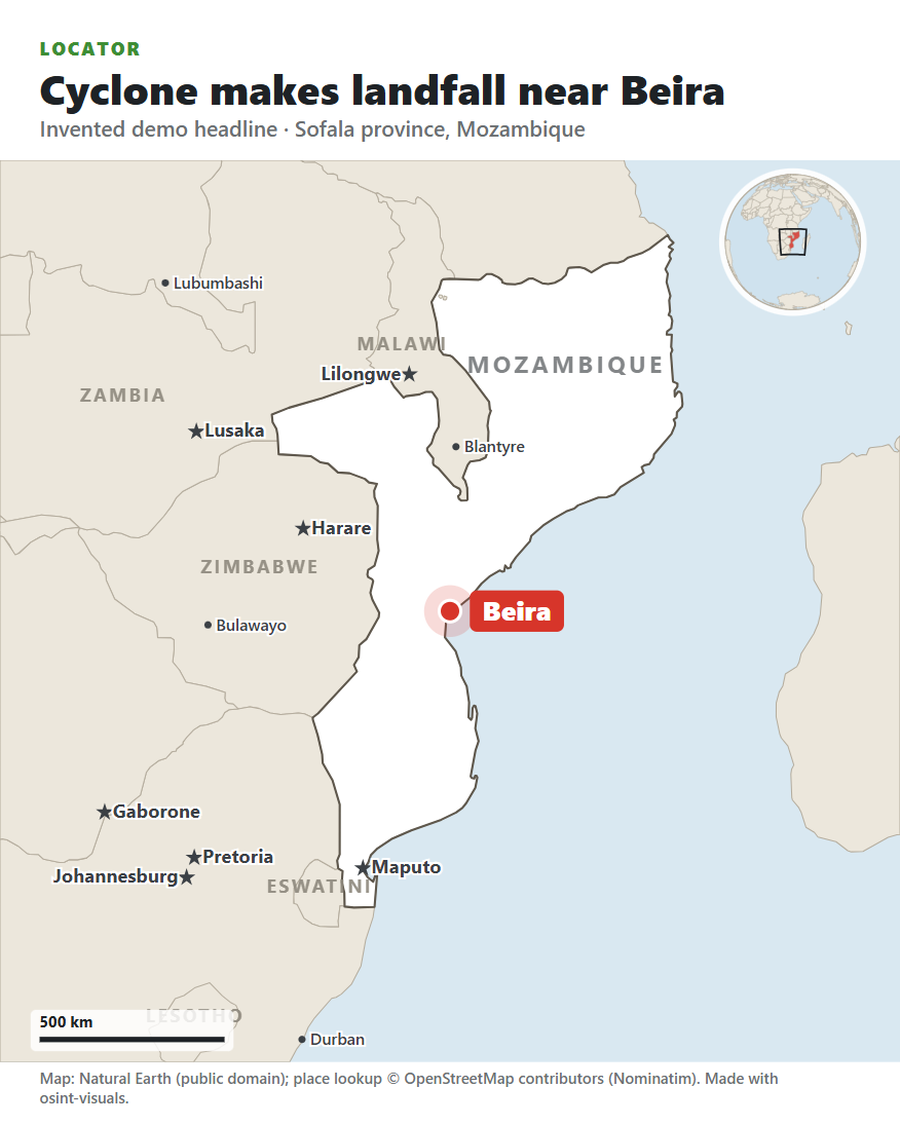 LOCATOR
Cyclone makes landfall near Beira
Invented demo headline · Sofala province, Mozambique
Lubumbashi
MALAWI
MOZAMBIQUE
Lilongwe
ZAMBIA
Lusaka
Blantyre
Harare
ZIMBABWE
Beira
Bulawayo
Gaborone
Pretoria
Maputo
Johannesburg
ESWATINI
LESOTHO
500 km
Durban
Map: Natural Earth (public domain); place lookup © OpenStreetMap contributors (Nominatim). Made with
osint-visuals.